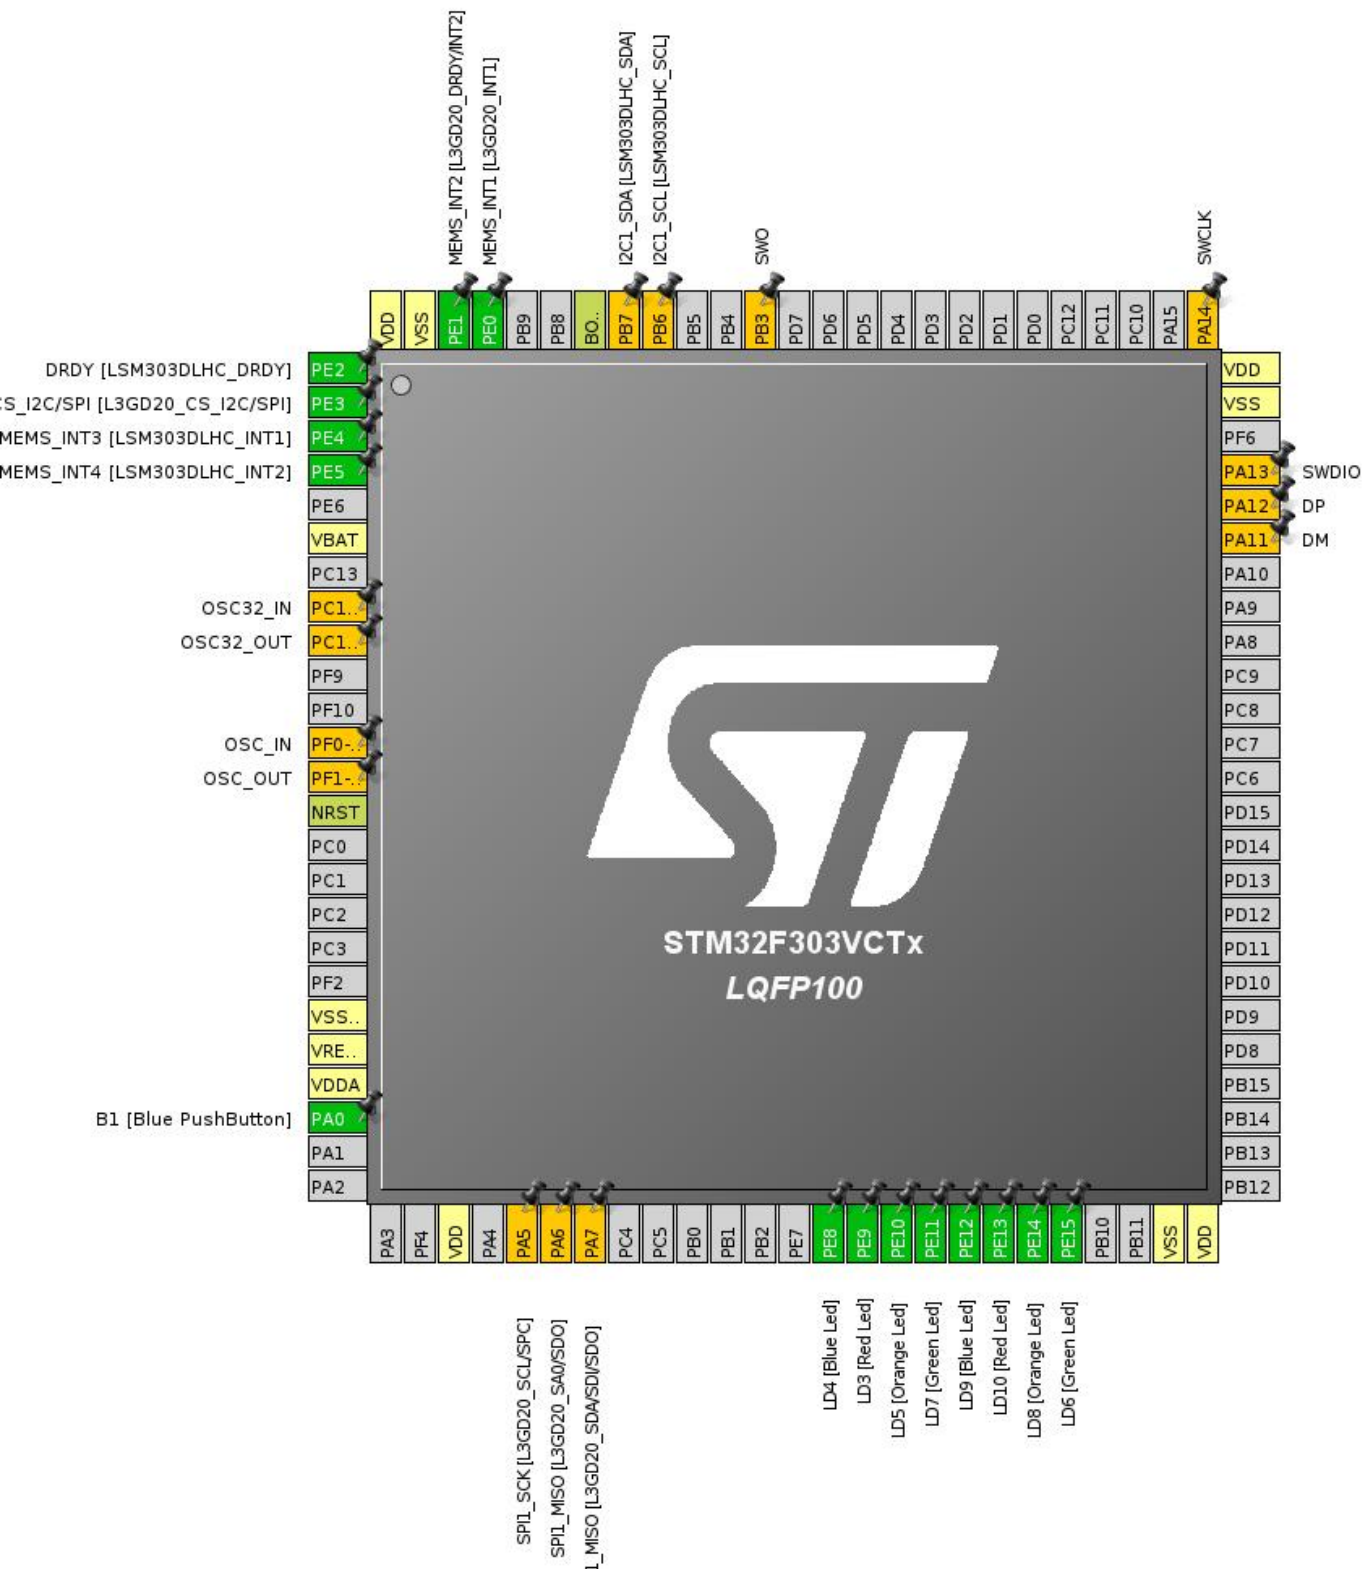 MEMS_INT2 [L3GD20_DRDY/INT2]
MEMS_INT1 [L3GD20_INT1]
I2C1_SDA [LSM303DLHC_SDA]
I2C1_SCL [LSM303DLHC_SCL]
SWO
SWCLK
VDD
VSS
PE1
PE0
PB9
PB8
BO..
PB7
PB6
PB5
PB4
PB3
PD7
PD6
PD5
PD4
PD3
PD2
PD1
PD0
PC12
PC11
PC10
PA15
PA14
DRDY [LSM303DLHC_DRDY] PE2
CS_I2C/SPI [L3GD20_CS_I2C/SPI] PE3
MEMS_INT3 [LSM303DLHC_INT1] PE4
MEMS_INT4 [LSM303DLHC_INT2] PE5
PE6
VBAT
PC13
OSC32_IN PC1..
OSC32_OUT PC1..
PF9
PF10
OSC_IN PF0-..
OSC_OUT PF1-..
NRST
PC0
PC1
PC2
PC3
PF2
VSS..
VRE..
VDDA
B1 [Blue PushButton] PA0
PA1
PA2
STM32F303VCTx
LQFP100
VDD
VSS
PF6
PA13 SWDIO
PA12 DP
PA11 DM
PA10
PA9
PA8
PC9
PC8
PC7
PC6
PD15
PD14
PD13
PD12
PD11
PD10
PD9
PD8
PB15
PB14
PB13
PB12
PA3
PF4
VDD
PA4
PA5
PA6
PA7
PC4
PC5
PB0
PB1
PB2
PE7
PE8
PE9
PE10
PE11
PE12
PE13
PE14
PE15
PB10
PB11
VSS
VDD
SPI1_SCK [L3GD20_SCL/SPC]
SPI1_MISO [L3GD20_SA0/SDO]
1_MISO [L3GD20_SDA/SDI/SDO]
LD4 [Blue Led]
LD3 [Red Led]
LD5 [Orange Led]
LD7 [Green Led]
LD9 [Blue Led]
LD10 [Red Led]
LD8 [Orange Led]
LD6 [Green Led]